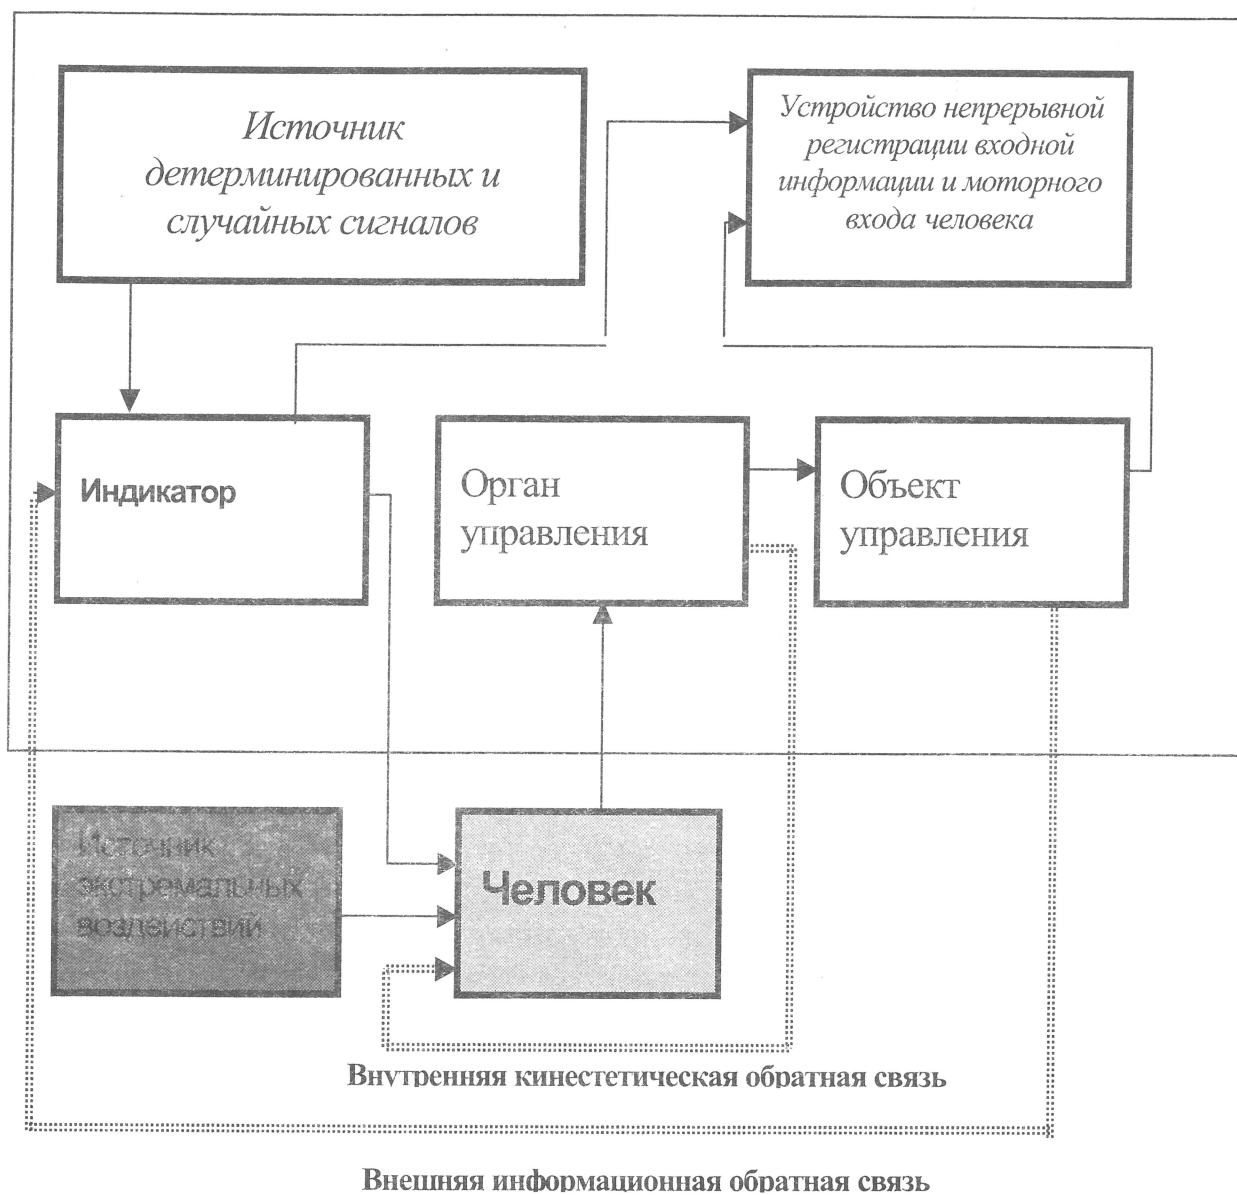 Источник
детерминированных и
случайных сигналов
Устройство непрерывной
регистрации входной
информации и моторного
входа человека
Индикатор
Орган
управления
Объект
управления
Источник
экстремальных
воздействий
Человек
Внутренняя кинестетическая обратная связь
Внешняя информационная обратная связь